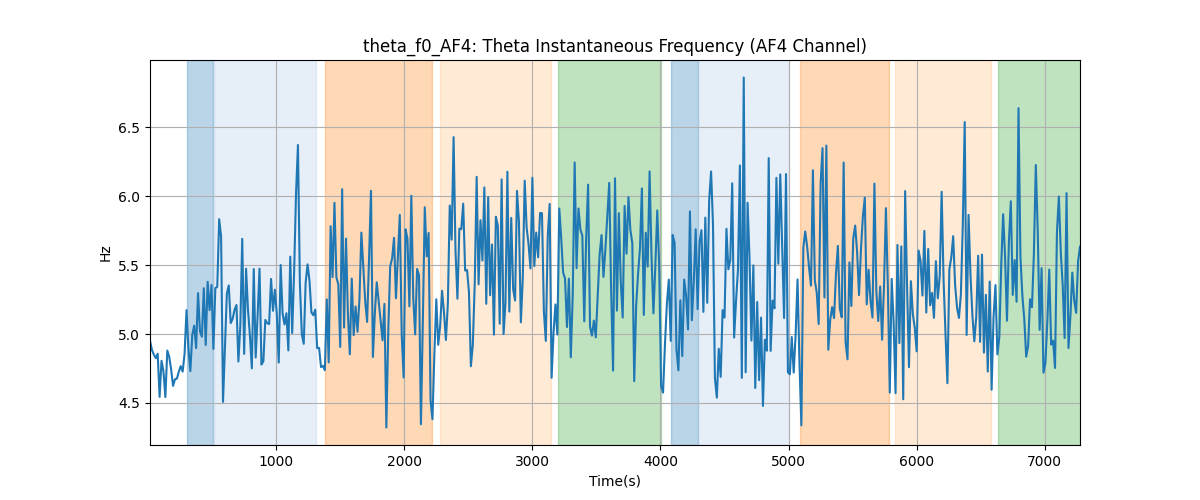 theta_f0_AF4: Theta Instantaneous Frequency (AF4 Channel)
Hz
6.5
6.0
5.5
5.0
4.5
1000 2000 3000 4000 5000 6000 7000
Time(s)